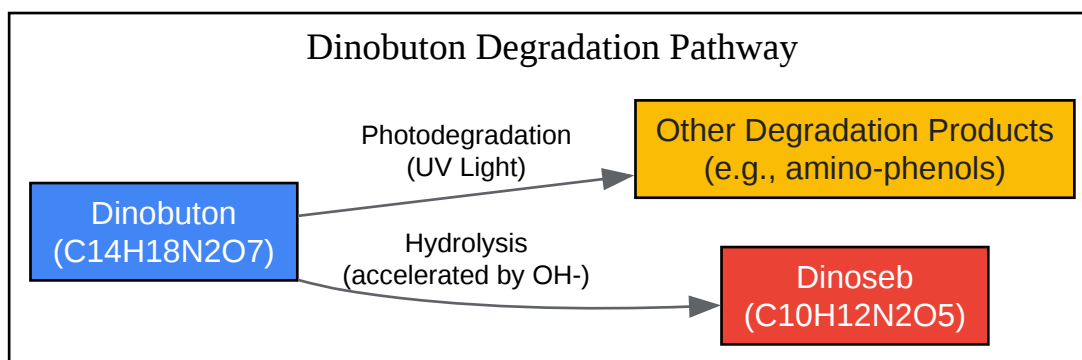 Dinobuton Degradation Pathway
Photodegradation
(UV Light)
Other Degradation Products
(e.g., amino-phenols)
Dinobuton
(C14H18N2O7)
Hydrolysis
(accelerated by OH-)
Dinoseb
(C10H12N2O5)